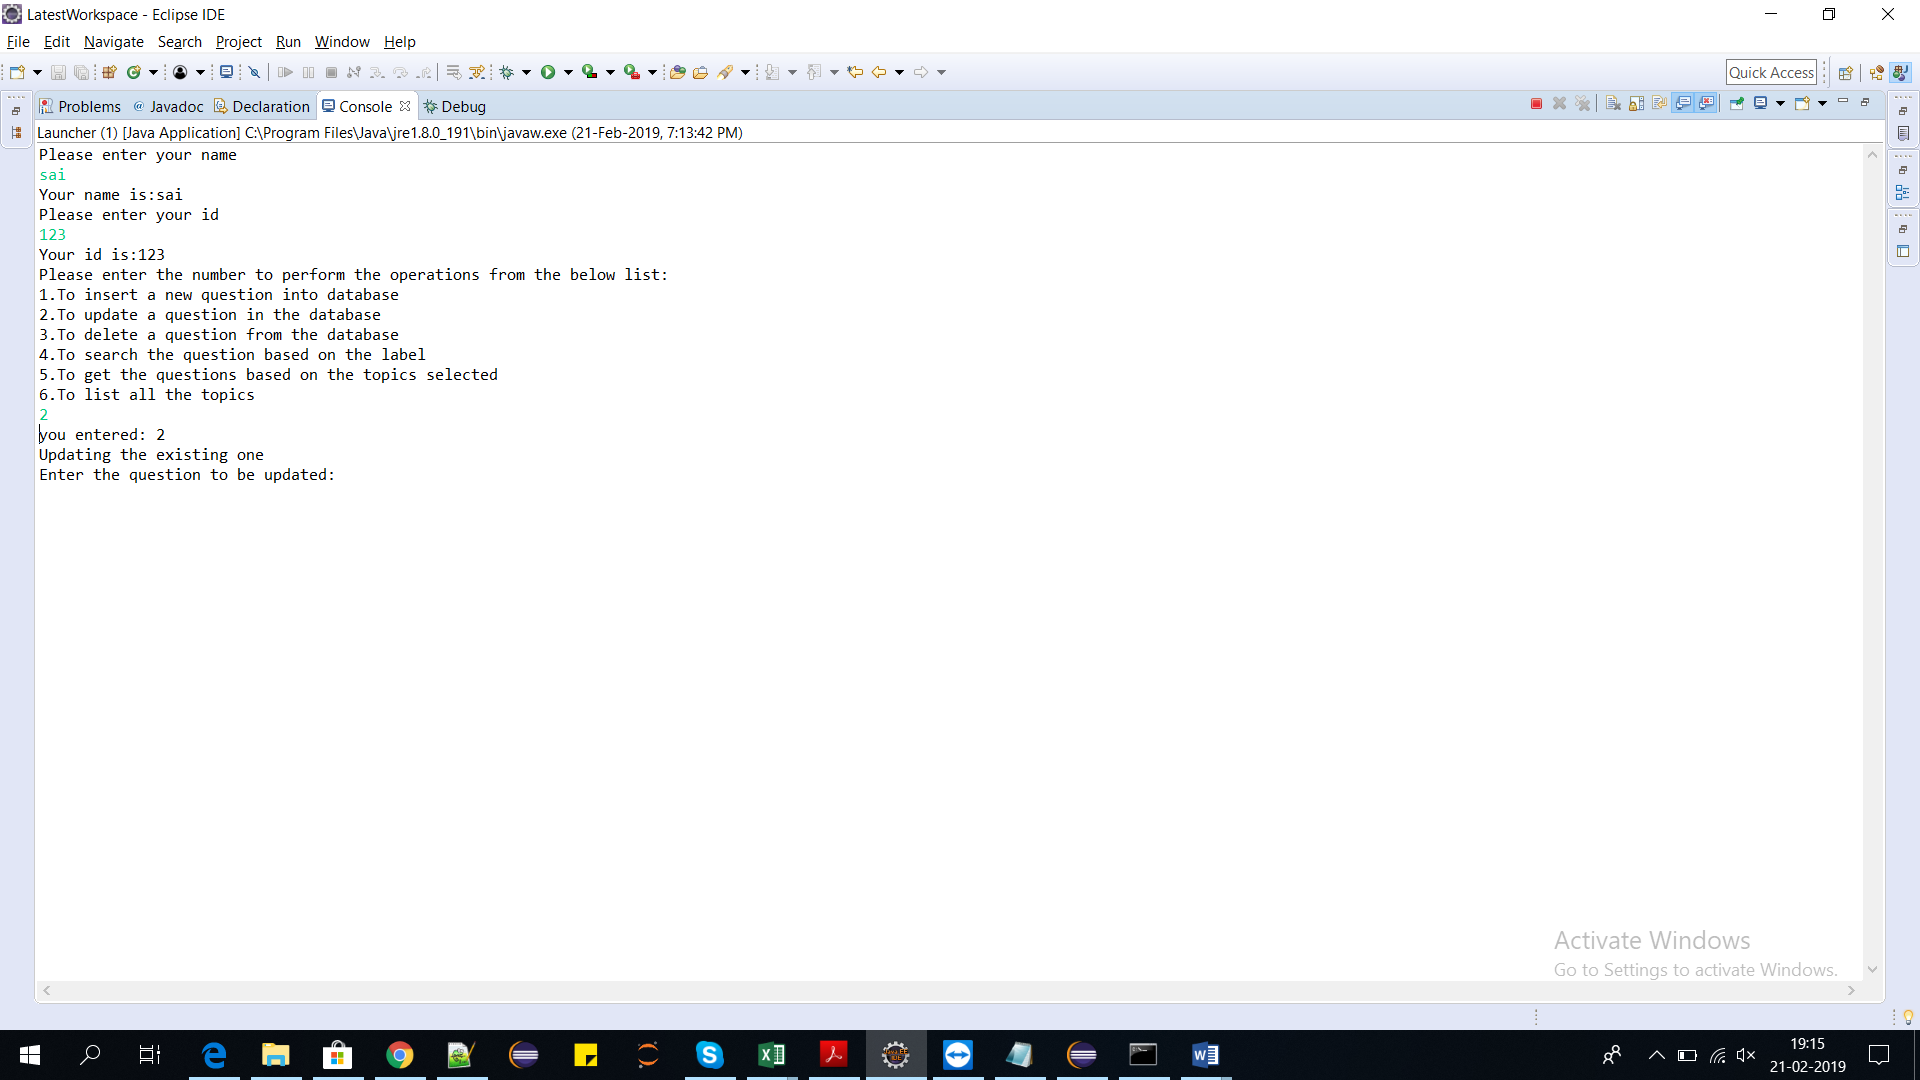 LatestWorkspace - Eclipse IDE
File Edit Navigate Search Project Run Window Help
Quick Access
Problems @ Javadoc Declaration Console Debug
Launcher (1) [Java Application] C:\Program Files\Java\jre1.8.0_191\bin\javaw.exe (21-Feb-2019, 7:13:42 PM)
Please enter your name
sai
Your name is:sai
Please enter your id
123
Your id is:123
Please enter the number to perform the operations from the below list:
1.To insert a new question into database
2.To update a question in the database
3.To delete a question from the database
4.To search the question based on the label
5.To get the questions based on the topics selected
6.To list all the topics
2
you entered: 2
Updating the existing one
Enter the question to be updated:
Activate Windows
Go to Settings to activate Windows.
19:15
21-02-2019